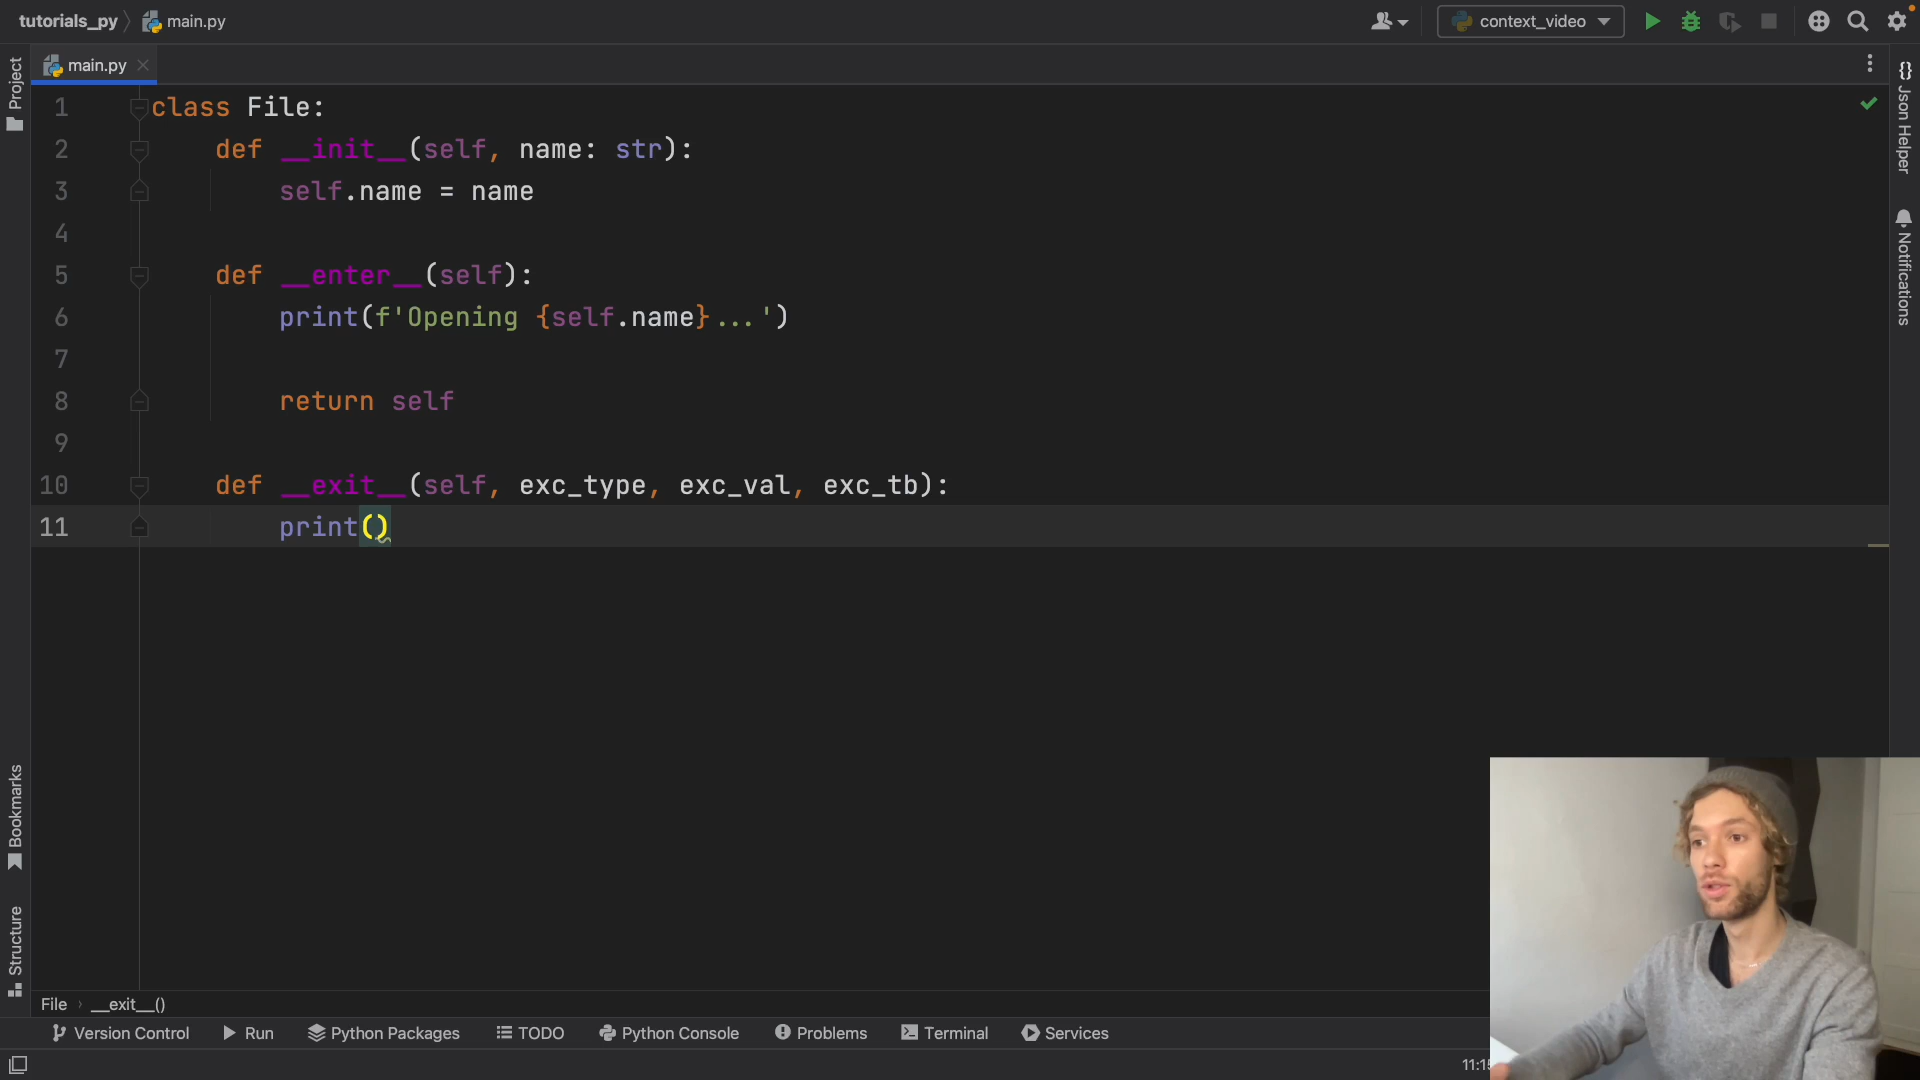 tutorials_py
main.py
context_video
main.py
Project
1 class File:
2 def __init__(self, name: str):
3 self.name = name
4
5 def __enter__(self):
6 print(f'Opening {self.name}...')
7
8 return self
9
10 def __exit__(self, exc_type, exc_val, exc_tb):
11 print()
{} Json Helper
Notifications
Bookmarks
Structure
File › __exit__()
Version Control
Run
Python Packages
TODO
Python Console
Problems
Terminal
Services